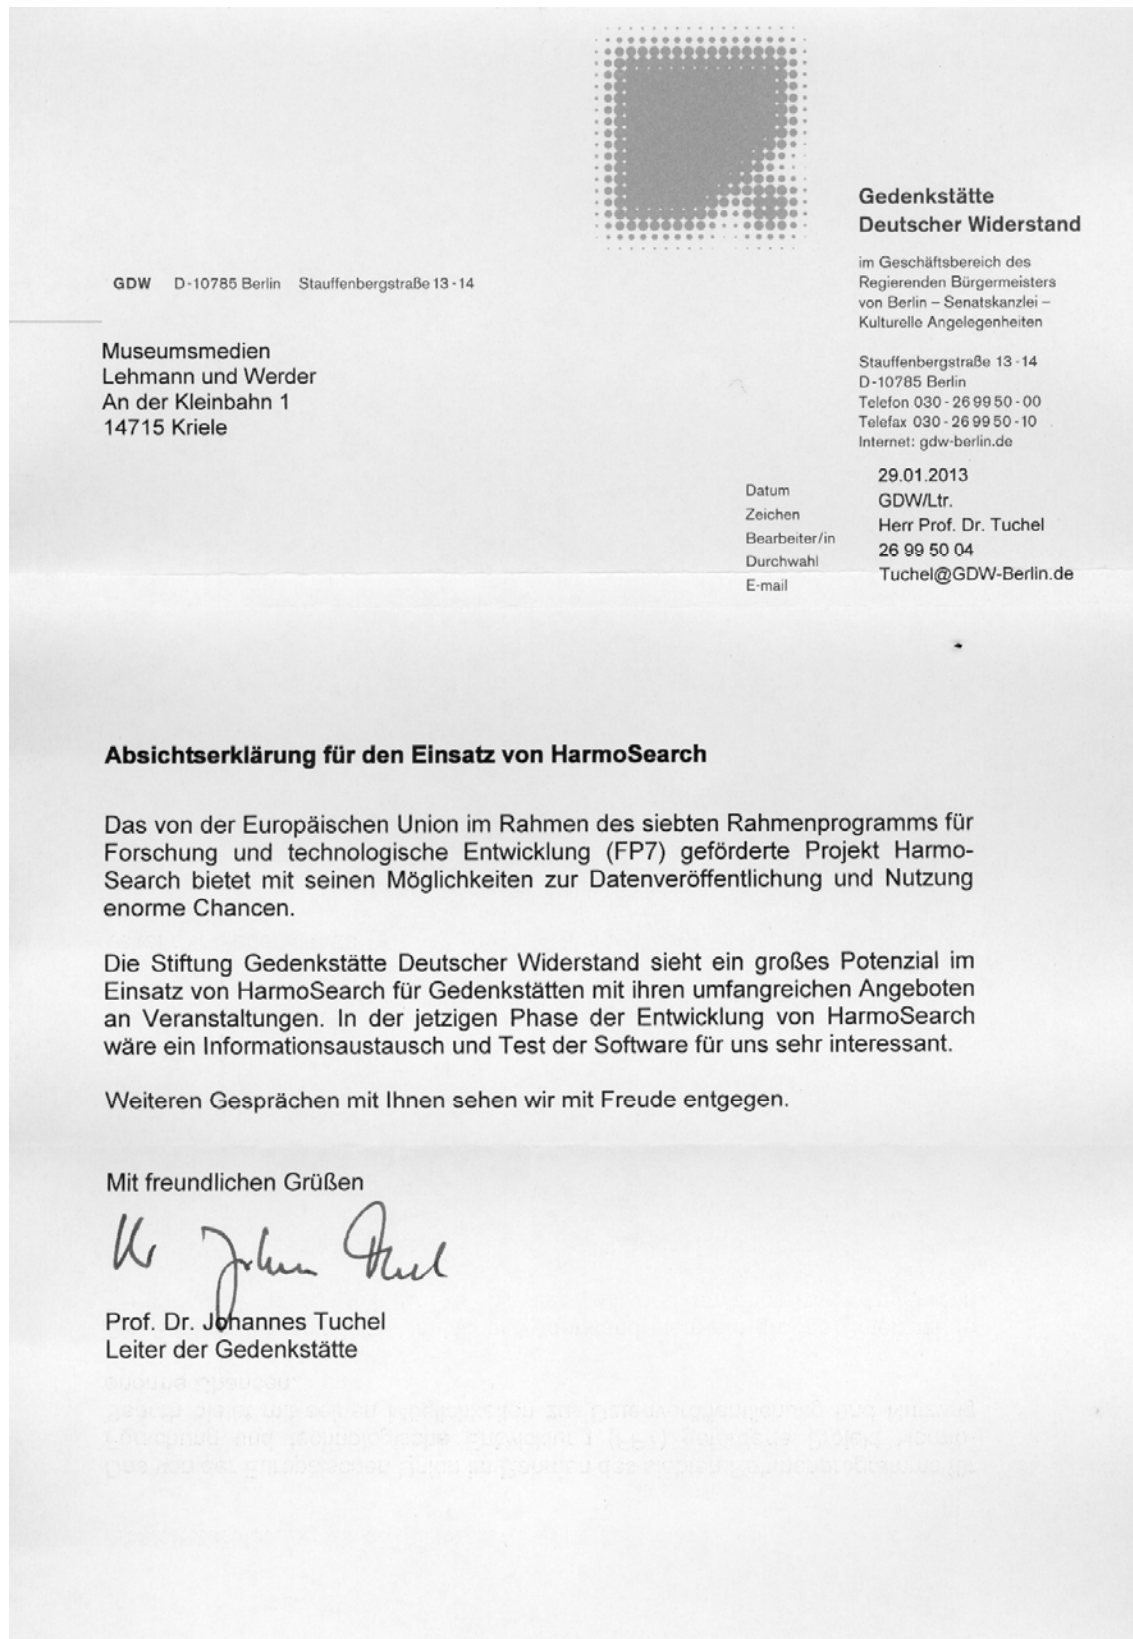 Gedenkstätte
Deutscher Widerstand
im Geschäftsbereich des
Regierenden Bürgermeisters
von Berlin – Senatskanzlei –
Kulturelle Angelegenheiten
GDW D-10785 Berlin Stauffenbergstraße 13-14
Museumsmedien
Lehmann und Werder
An der Kleinbahn 1
14715 Kriele
Stauffenbergstraße 13-14
D-10785 Berlin
Telefon 030-26 99 50-00
Telefax 030-26 99 50-10
Internet: gdw-berlin.de
Datum 29.01.2013
Zeichen GDW/Ltr.
Bearbeiter/in Herr Prof. Dr. Tuchel
Durchwahl 26 99 50 04
E-mail Tuchel@GDW-Berlin.de
Absichtserklärung für den Einsatz von HarmoSearch
Das von der Europäischen Union im Rahmen des siebten Rahmenprogramms für
Forschung und technologische Entwicklung (FP7) geförderte Projekt Harmo-
Search bietet mit seinen Möglichkeiten zur Datenveröffentlichung und Nutzung
enorme Chancen.
Die Stiftung Gedenkstätte Deutscher Widerstand sieht ein großes Potenzial im
Einsatz von HarmoSearch für Gedenkstätten mit ihren umfangreichen Angeboten
an Veranstaltungen. In der jetzigen Phase der Entwicklung von HarmoSearch
wäre ein Informationsaustausch und Test der Software für uns sehr interessant.
Weiteren Gesprächen mit Ihnen sehen wir mit Freude entgegen.
Mit freundlichen Grüßen
Prof. Dr. Johannes Tuchel
Leiter der Gedenkstätte